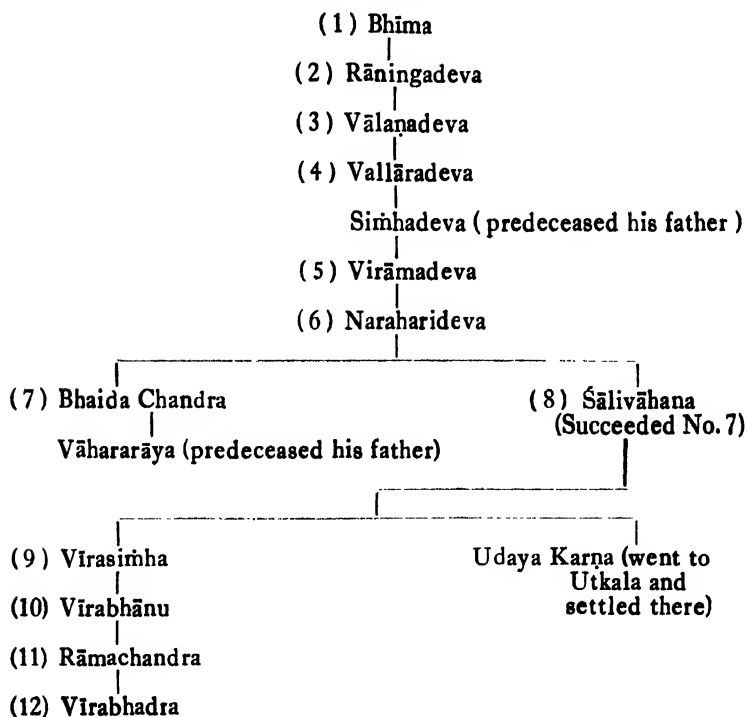 (1) Bhīma
(2) Rāningadeva
(3) Vālaṇadeva
(4) Vallāradeva
Siṁhadeva (predeceased his father)
(5) Virāmadeva
(6) Naraharideva
(7) Bhaida Chandra
(8) Śālivāhana
(Succeeded No. 7)
Vāhararāya (predeceased his father)
(9) Vīrasiṁha
Udaya Karṇa (went to
Utkala and
settled there)
(10) Vīrabhānu
(11) Rāmachandra
(12) Vīrabhadra